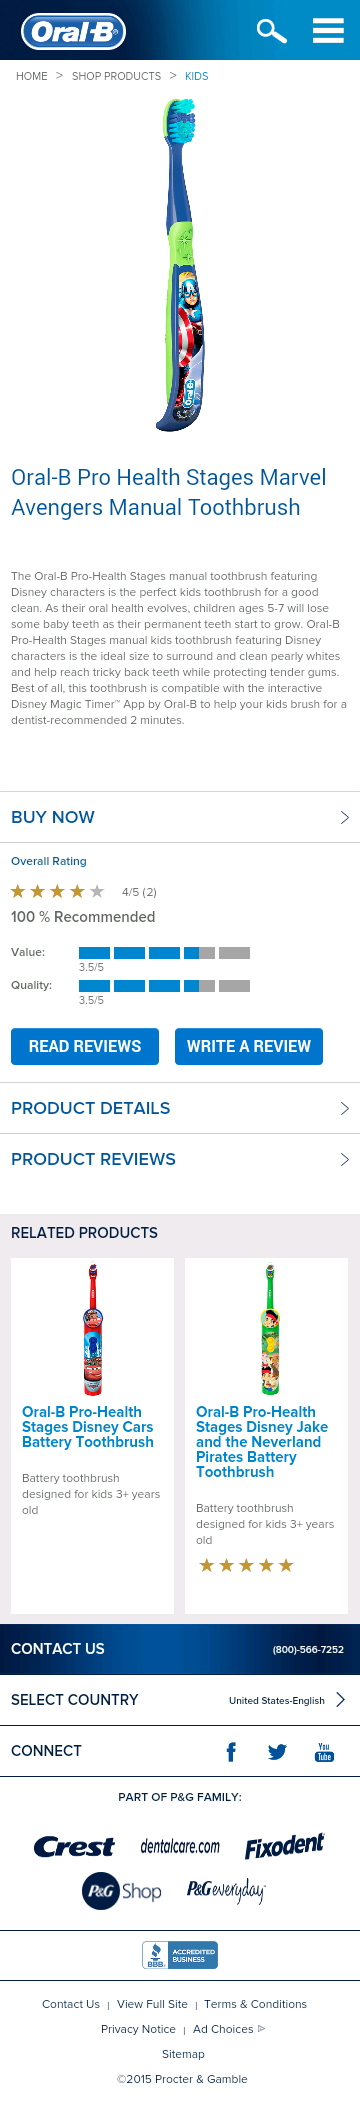 Oral-B
HOME > SHOP PRODUCTS > KIDS
Oral-B
Oral-B Pro Health Stages Marvel
Avengers Manual Toothbrush
The Oral-B Pro-Health Stages manual toothbrush featuring
Disney characters is the perfect kids toothbrush for a good
clean. As their oral health evolves, children ages 5-7 will lose
some baby teeth as their permanent teeth start to grow. Oral-B
Pro-Health Stages manual kids toothbrush featuring Disney
characters is the ideal size to surround and clean pearly whites
and help reach tricky back teeth while protecting tender gums.
Best of all, this toothbrush is compatible with the interactive
Disney Magic Timer™ App by Oral-B to help your kids brush for a
dentist-recommended 2 minutes.
BUY NOW
Overall Rating
4/5 (2)
100 % Recommended
Value:
3.5/5
Quality:
3.5/5
READ REVIEWS WRITE A REVIEW
PRODUCT DETAILS
PRODUCT REVIEWS
RELATED PRODUCTS
Oral-B Pro-Health
Stages Disney Cars
Battery Toothbrush
Battery toothbrush
designed for kids 3+ years
old
Oral-B Pro-Health
Stages Disney Jake
and the Neverland
Pirates Battery
Toothbrush
Battery toothbrush
designed for kids 3+ years
old
CONTACT US (800)-566-7252
SELECT COUNTRY United States-English
CONNECT f You Tube
PART OF P&G FAMILY:
Crest dentalcare.com Fixodent
P&G Shop P&G everyday
BBB ACCREDITED BUSINESS
Contact Us | View Full Site | Terms & Conditions
Privacy Notice | Ad Choices
Sitemap
©2015 Procter & Gamble